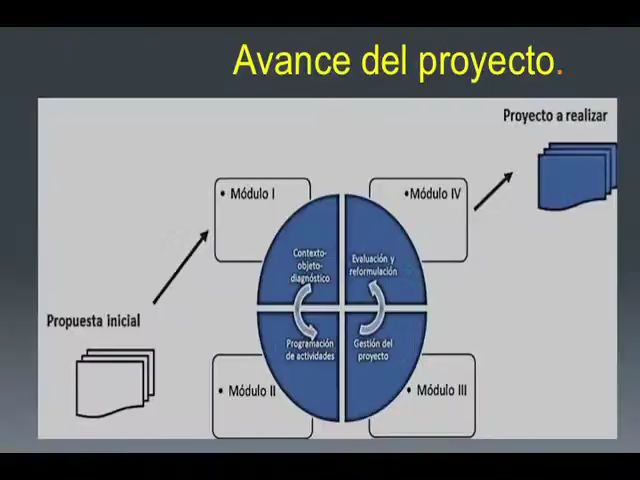 Avance del proyecto.
Proyecto a realizar
• Módulo I
•Módulo IV
Contexto-
objeto-
diagnóstico
Evaluación y
reformulación
Propuesta inicial
Programación
de actividades
Gestión del
proyecto
• Módulo II
• Módulo III